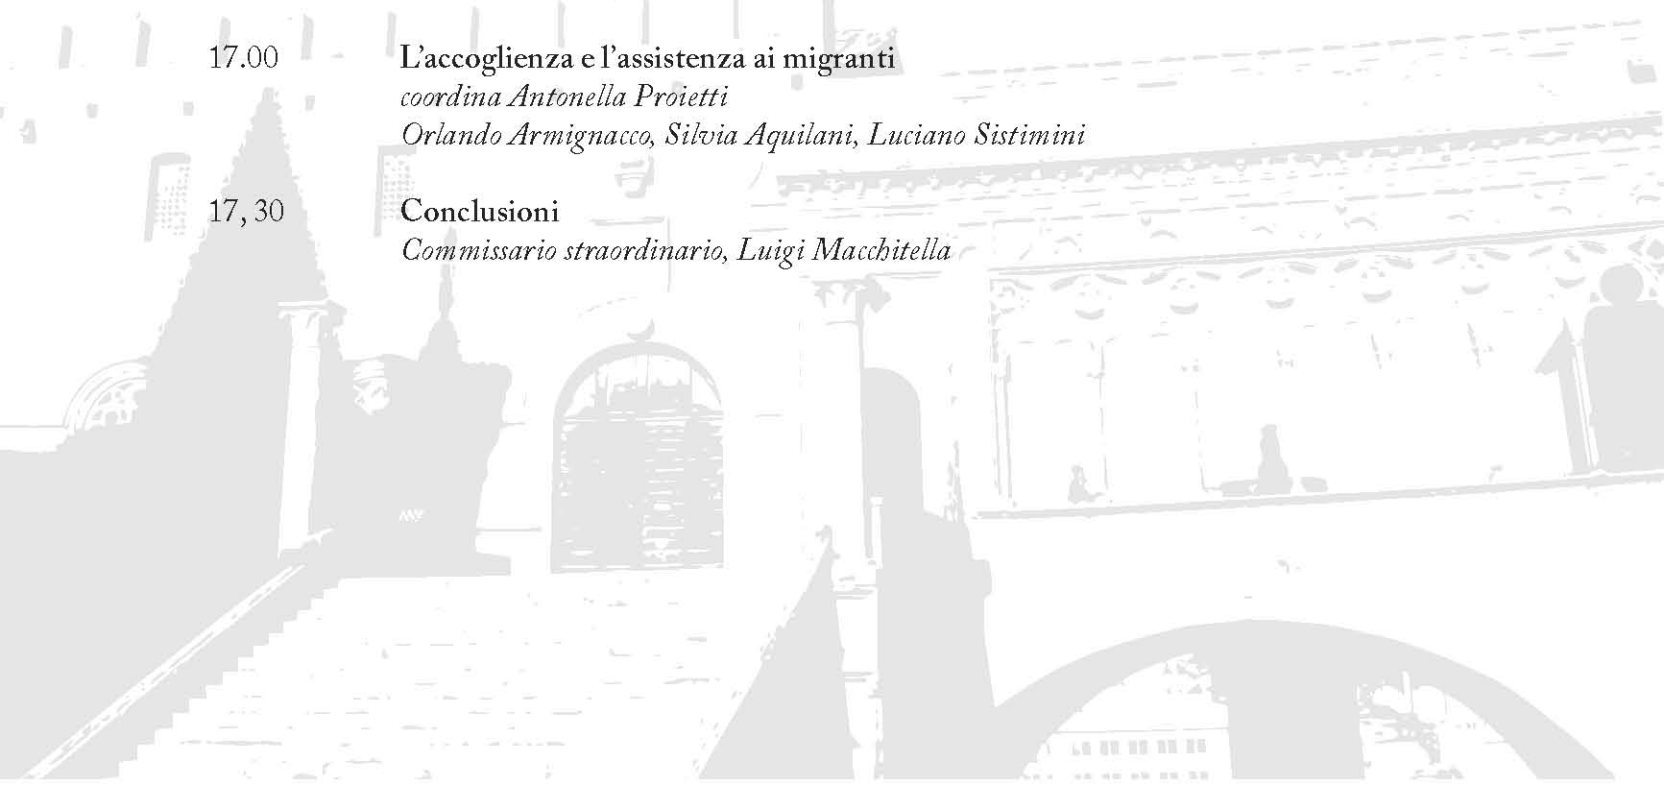 17.00 L'accoglienza e l'assistenza ai migranti
coordina Antonella Proietti
Orlando Armignacco, Silvia Aquilani, Luciano Sistimini
17, 30 Conclusioni
Commissario straordinario, Luigi Macchitella